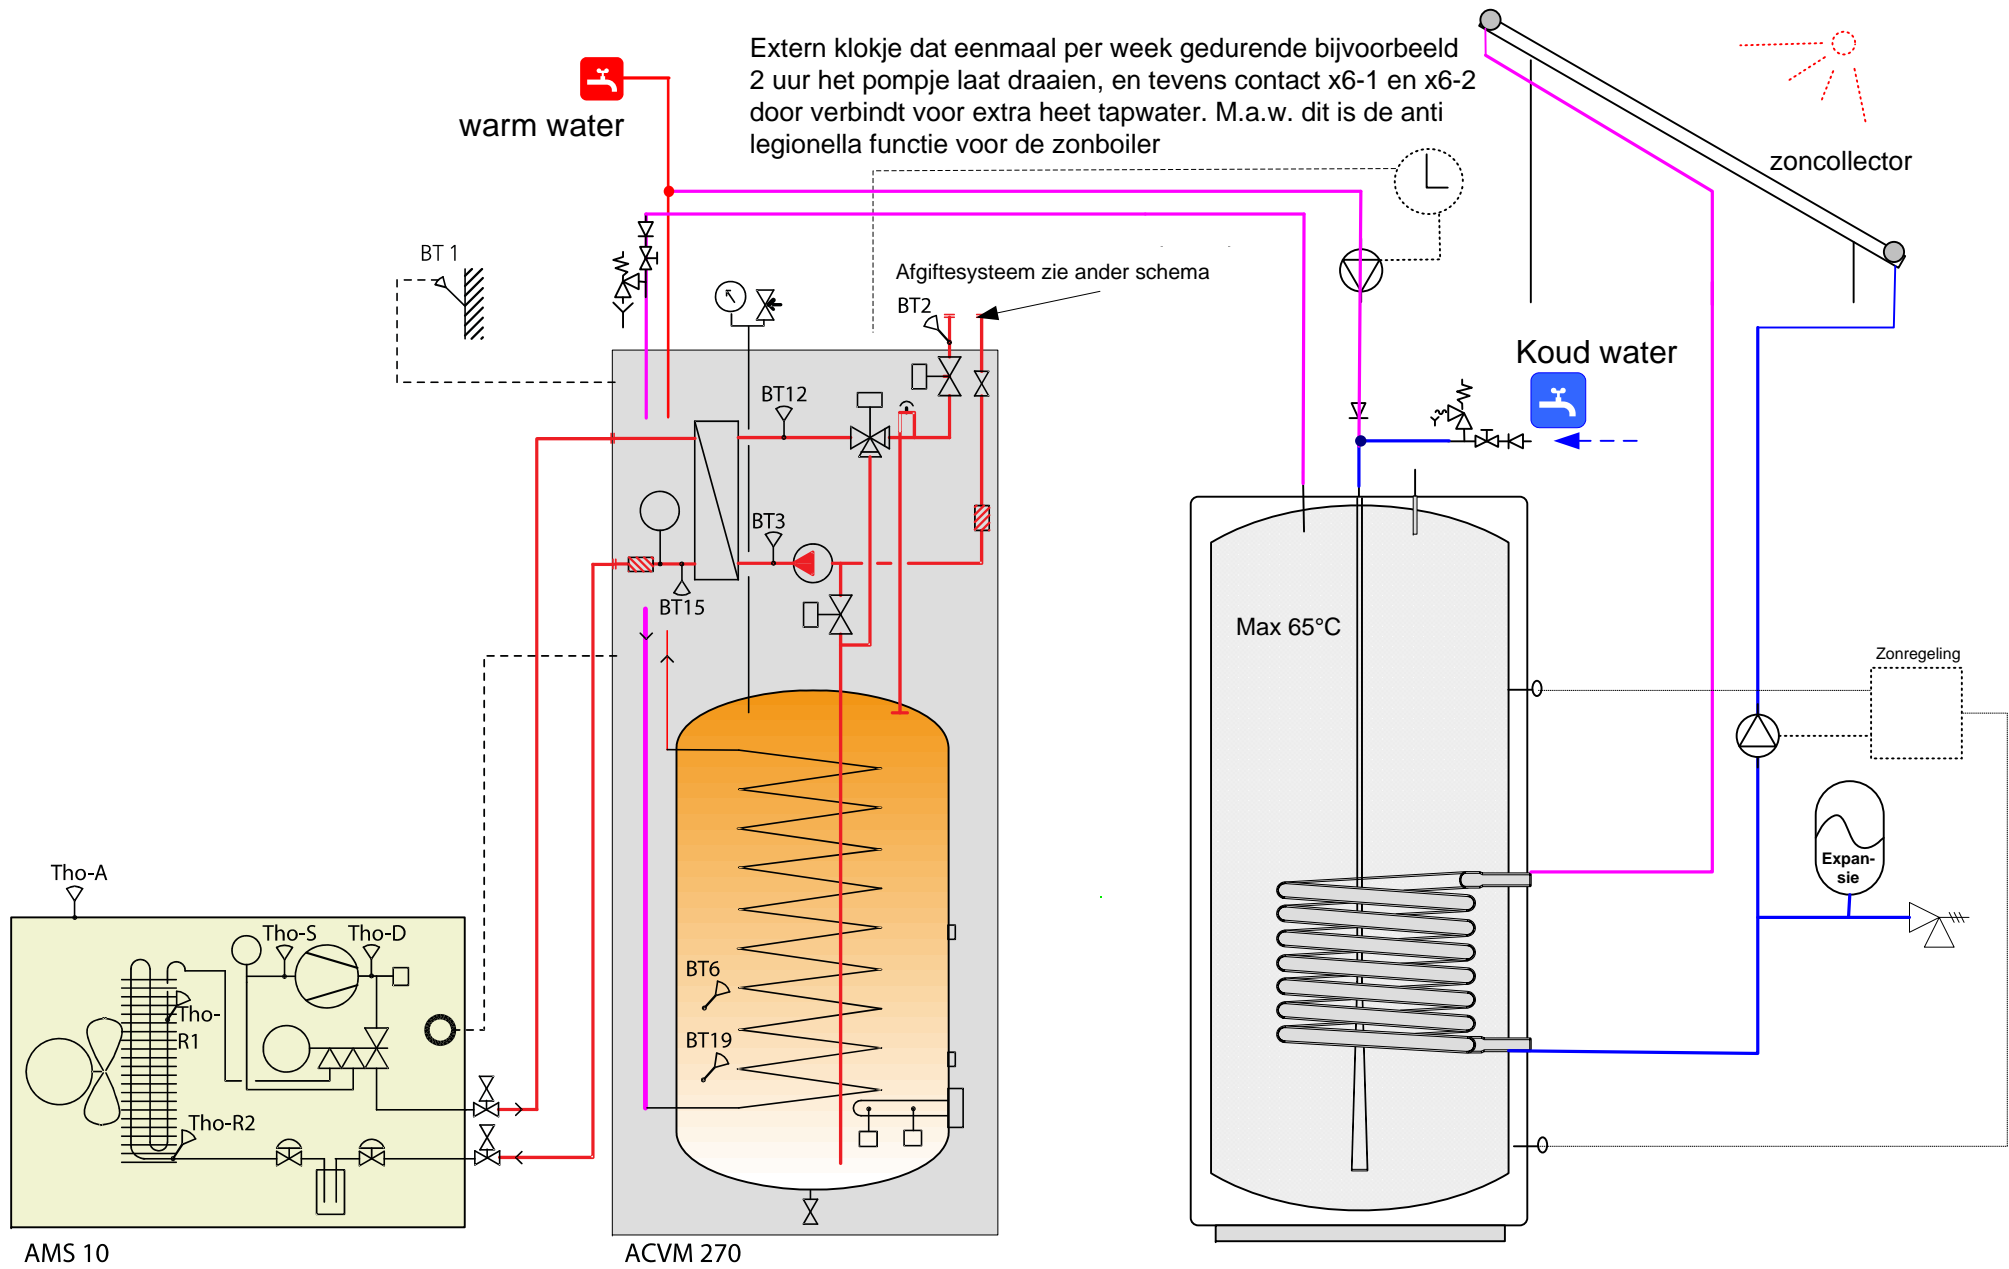 Extern klokje dat eenmaal per week gedurende bijvoorbeeld
2 uur het pompje laat draaien, en tevens contact x6-1 en x6-2
door verbindt voor extra heet tapwater. M.a.w. dit is de anti
legionella functie voor de zonboiler
warm water
zoncollector
BT 1
Afgiftesysteem zie ander schema
BT2
Koud water
BT12
BT3
BT15
Max 65°C
Zonregeling
Expan-
sie
Tho-A
Tho-S
Tho-D
BT6
Tho-
R1
BT19
Tho-R2
AMS 10
ACVM 270